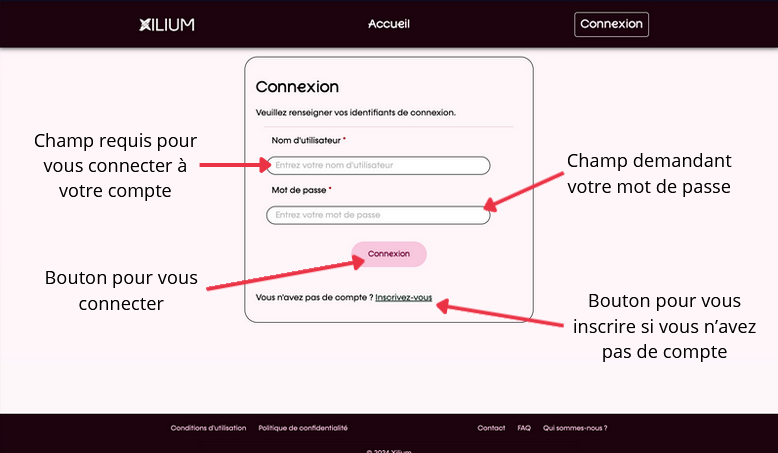 XILIUM
Accueil
Connexion
Connexion
Veuillez renseigner vos identifiants de connexion.
Nom d'utilisateur *
Entrez votre nom d'utilisateur
Mot de passe *
Entrez votre mot de passe
Connexion
Vous n'avez pas de compte ? Inscrivez-vous
Champ requis pour
vous connecter à
votre compte
Champ demandant
votre mot de passe
Bouton pour vous
connecter
Bouton pour vous
inscrire si vous n’avez
pas de compte
Conditions d'utilisation
Politique de confidentialité
Contact
FAQ
Qui sommes-nous ?
© 2024 Xilium